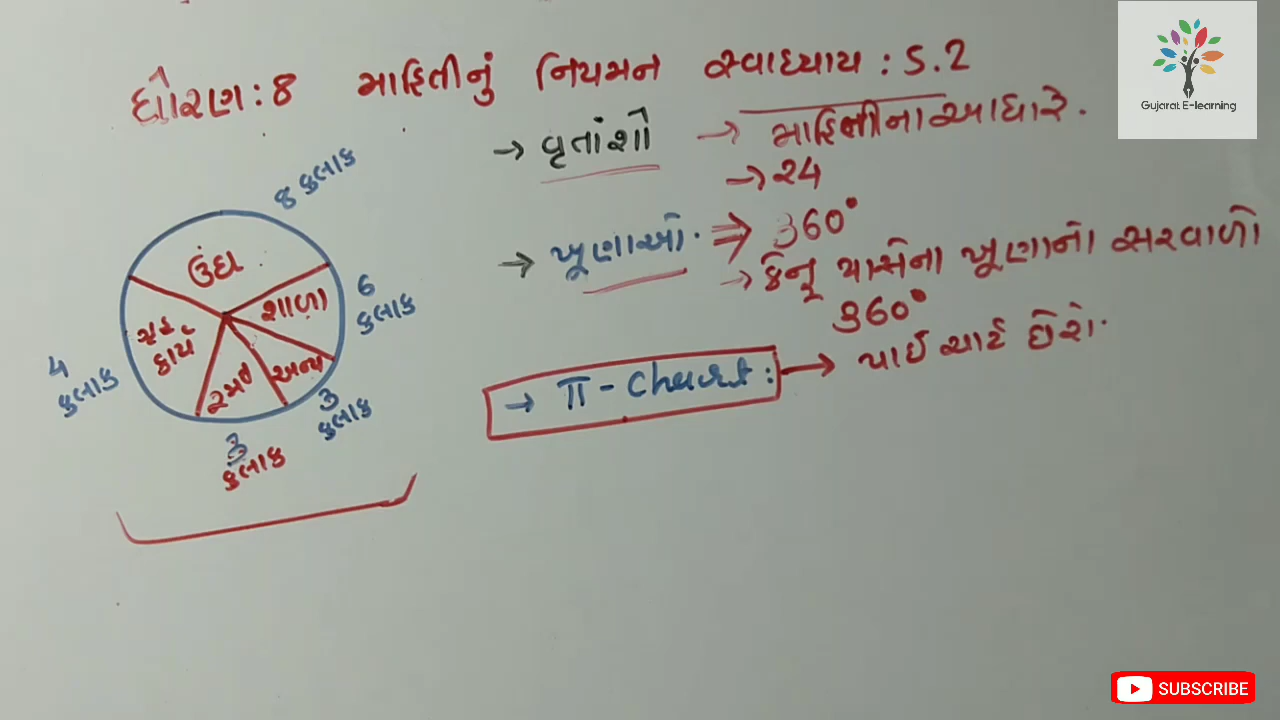 ધોરણ : 8 માહિતીનું નિયમન સ્વાધ્યાય : 5.2
→ વૃતાંશો → માહિતીના આધારે.
→ 24
→ ખૂણાઓ. ⇒ 360°
→ કેન્દ્ર પાસેના ખૂણાનો સરવાળો
360°
→ π - Chart : → પાઈ ચાર્ટ દોરો.
8 કલાક
ઉંઘ
શાળા
6
કલાક
ગૃહ
કાર્ય
4
કલાક
રમત
અન્ય
3
કલાક
3
કલાક
Gujarat E-learning
SUBSCRIBE